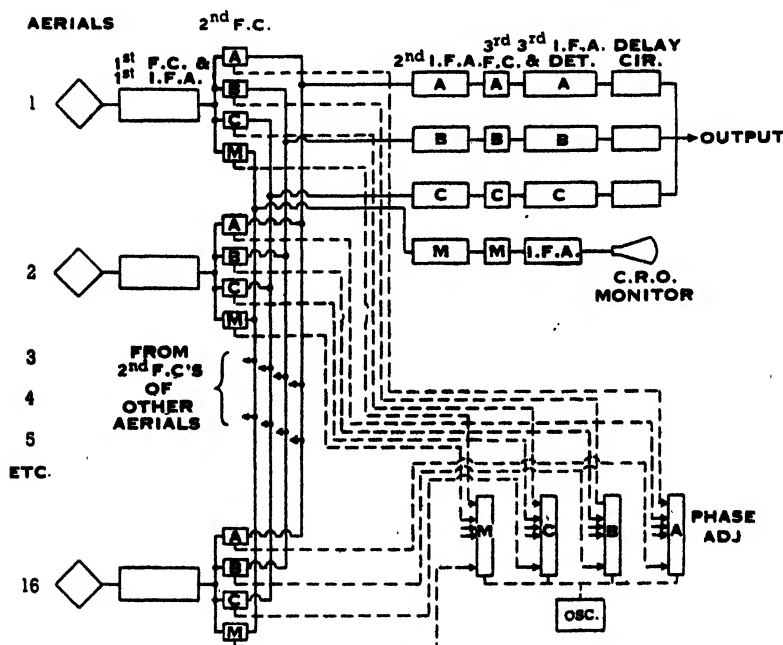 AERIALS
2nd F.C.
1st F.C. &
1st I.F.A.
2nd I.F.A.
3rd F.C.
3rd I.F.A. & DET.
DELAY CIR.
1
A
B
C
M
A A A
B B B
OUTPUT
C C C
M M I.F.A.
C.R.O.
MONITOR
2
A
B
C
M
3
4
5
ETC.
FROM
2nd F.C'S
OF
OTHER
AERIALS
M C B A
PHASE
ADJ
OSC.
16
A
B
C
M